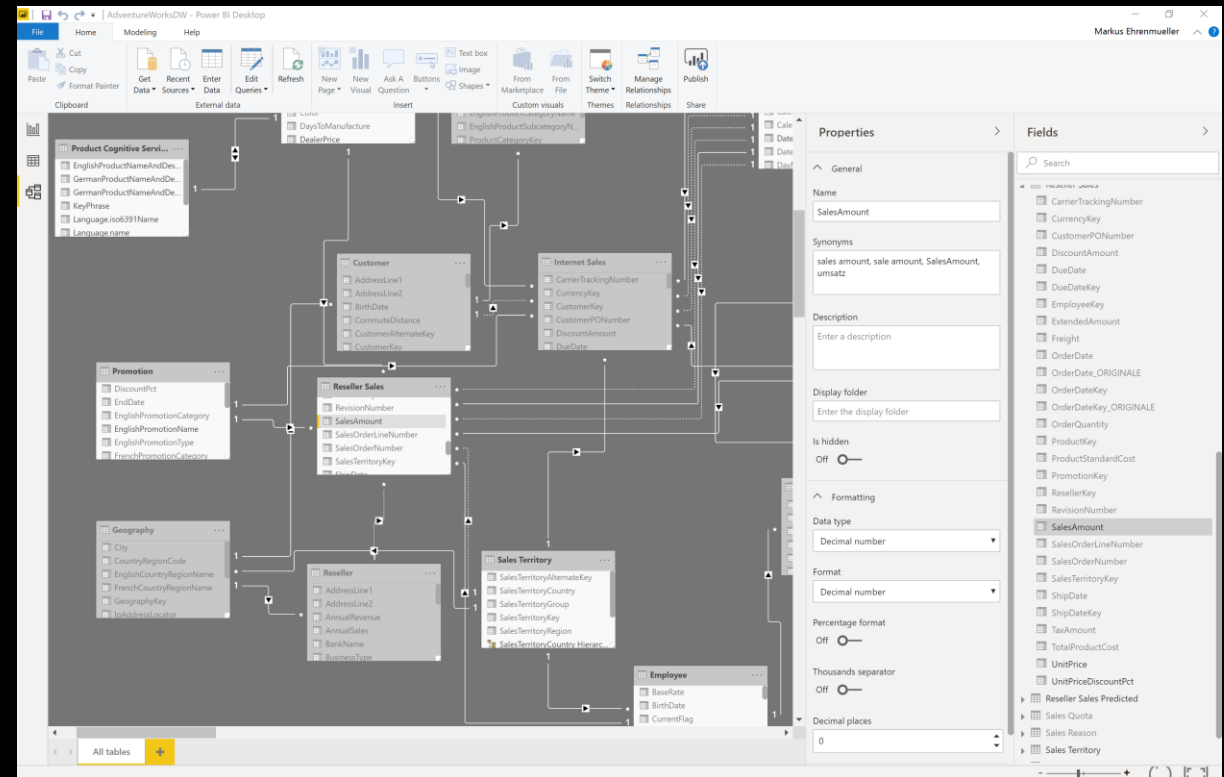 AdventureWorksDW - Power BI Desktop
File Home Modeling Help Markus Ehrenmueller
Paste
Cut
Copy
Format Painter
Get Data
Recent Sources
Enter Data
Edit Queries
Refresh
New Page
New Visual
Ask A Question
Buttons
Text box
Image
Shapes
From Marketplace
From File
Switch Theme
Manage Relationships
Publish
Clipboard External data Insert Custom visuals Themes Relationships Share
Color
DaysToManufacture
DealerPrice
EnglishProductCategoryName
EnglishProductSubcategoryN...
ProductCategoryKey
Cale
Date
Date
Product Cognitive Servi... ...
EnglishProductNameAndDes...
GermanProductNameAndDe...
GermanProductNameAndDe...
KeyPhrase
Language.iso6391Name
Language.name
Customer ...
AddressLine1
AddressLine2
BirthDate
CommuteDistance
CustomerAlternateKey
CustomerKey
Internet Sales ...
CarrierTrackingNumber
CurrencyKey
CustomerKey
CustomerPONumber
DiscountAmount
DueDate
Promotion ...
DiscountPct
EndDate
EnglishPromotionCategory
EnglishPromotionName
EnglishPromotionType
FrenchPromotionCategory
Reseller Sales ...
RevisionNumber
SalesAmount
SalesOrderLineNumber
SalesOrderNumber
SalesTerritoryKey
ShipDate
Geography ...
City
CountryRegionCode
EnglishCountryRegionName
FrenchCountryRegionName
GeographyKey
IpAddressLocator
Reseller ...
AddressLine1
AddressLine2
AnnualRevenue
AnnualSales
BankName
BusinessType
Sales Territory ...
SalesTerritoryAlternateKey
SalesTerritoryCountry
SalesTerritoryGroup
SalesTerritoryKey
SalesTerritoryRegion
SalesTerritoryCountry Hierarc...
Employee ...
BaseRate
BirthDate
CurrentFlag
All tables
Properties
General
Name
SalesAmount
Synonyms
sales amount, sale amount, SalesAmount,
umsatz
Description
Enter a description
Display folder
Enter the display folder
Is hidden
Off
Formatting
Data type
Decimal number
Format
Decimal number
Percentage format
Off
Thousands separator
Off
Decimal places
0
Fields
Search
Reseller Sales
CarrierTrackingNumber
CurrencyKey
CustomerPONumber
DiscountAmount
DueDate
DueDateKey
EmployeeKey
ExtendedAmount
Freight
OrderDate
OrderDate_ORIGINALE
OrderDateKey
OrderDateKey_ORIGINALE
OrderQuantity
ProductKey
ProductStandardCost
PromotionKey
ResellerKey
RevisionNumber
SalesAmount
SalesOrderLineNumber
SalesOrderNumber
SalesTerritoryKey
ShipDate
ShipDateKey
TaxAmount
TotalProductCost
UnitPrice
UnitPriceDiscountPct
Reseller Sales Predicted
Sales Quota
Sales Reason
Sales Territory